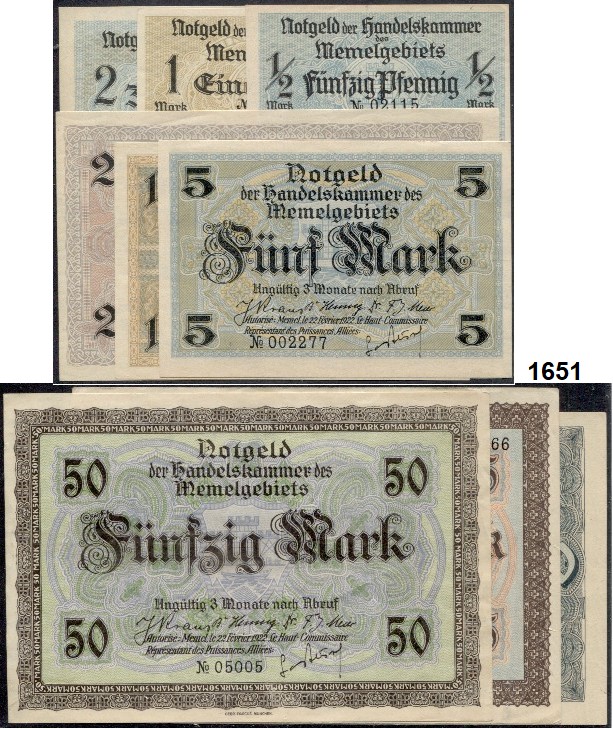 Notgeld
2
Notgeld der
Mem
1
Ein
Mark
Notgeld der Handelskammer
des
Memelgebiets
1/2 Fünfzig Pfennig 1/2
Mark № 02115 Mark
2
2
1
1
5 Notgeld 5
der Handelskammer des
Memelgebiets
Fünf Mark
Ungültig 3 Monate nach Abruf
Autorisé: Memel, le 22 Février 1922. Le Haut-Commissaire
Représentant des Puissances Alliées:
5 № 002277 5
1651
50 Notgeld 50
der Handelskammer des
Memelgebiets
Fünfzig Mark
Ungültig 3 Monate nach Abruf
Autorisé: Memel, le 22 Février 1922. Le Haut-Commissaire
Représentant des Puissances Alliées:
50 № 05005 50
66